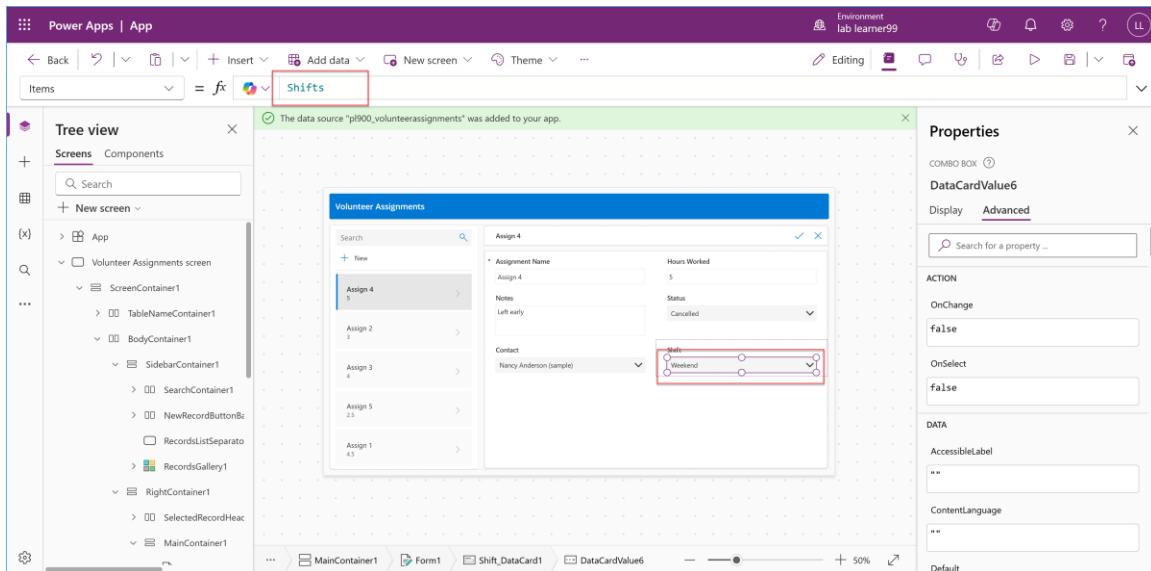 Power Apps | App
Environment
lab learner99
LL
Back
Insert
Add data
New screen
Theme
Editing
Items
= fx
Shifts
Tree view
Screens Components
Search
New screen
App
Volunteer Assignments screen
ScreenContainer1
TableNameContainer1
BodyContainer1
SidebarContainer1
SearchContainer1
NewRecordButtonBa
RecordsListSeparato
RecordsGallery1
RightContainer1
SelectedRecordHeac
MainContainer1
The data source "pl900_volunteerassignments" was added to your app.
Volunteer Assignments
Search
New
Assign 4
5
Assign 2
3
Assign 3
4
Assign 5
2.5
Assign 1
4.5
Assign 4
* Assignment Name
Assign 4
Hours Worked
5
Notes
Left early
Status
Cancelled
Contact
Nancy Anderson (sample)
Shift
Weekend
... MainContainer1 Form1 Shift_DataCard1 DataCardValue6
50%
Properties
COMBO BOX
DataCardValue6
Display Advanced
Search for a property ...
ACTION
OnChange
false
OnSelect
false
DATA
AccessibleLabel
""
ContentLanguage
""
Default